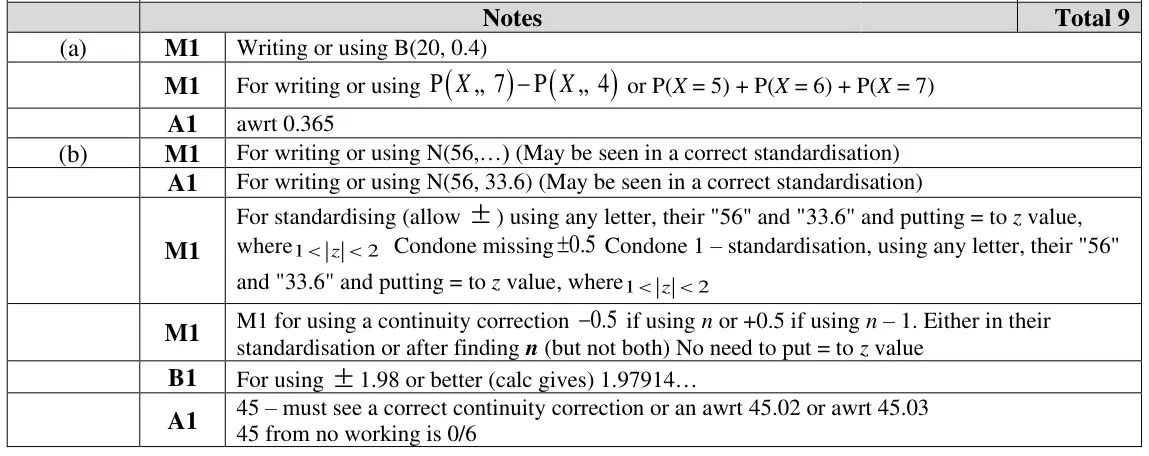 Notes Total 9
(a) M1 Writing or using B(20, 0.4)
M1 For writing or using P(X ,, 7)−P(X ,, 4) or P(X = 5) + P(X = 6) + P(X = 7)
A1 awrt 0.365
(b) M1 For writing or using N(56,…) (May be seen in a correct standardisation)
A1 For writing or using N(56, 33.6) (May be seen in a correct standardisation)
M1 For standardising (allow ± ) using any letter, their "56" and "33.6" and putting = to z value,
where 1 < |z| < 2 Condone missing ±0.5 Condone 1 – standardisation, using any letter, their "56"
and "33.6" and putting = to z value, where 1 < |z| < 2
M1 M1 for using a continuity correction −0.5 if using n or +0.5 if using n – 1. Either in their
standardisation or after finding n (but not both) No need to put = to z value
B1 For using ± 1.98 or better (calc gives) 1.97914…
A1 45 – must see a correct continuity correction or an awrt 45.02 or awrt 45.03
45 from no working is 0/6